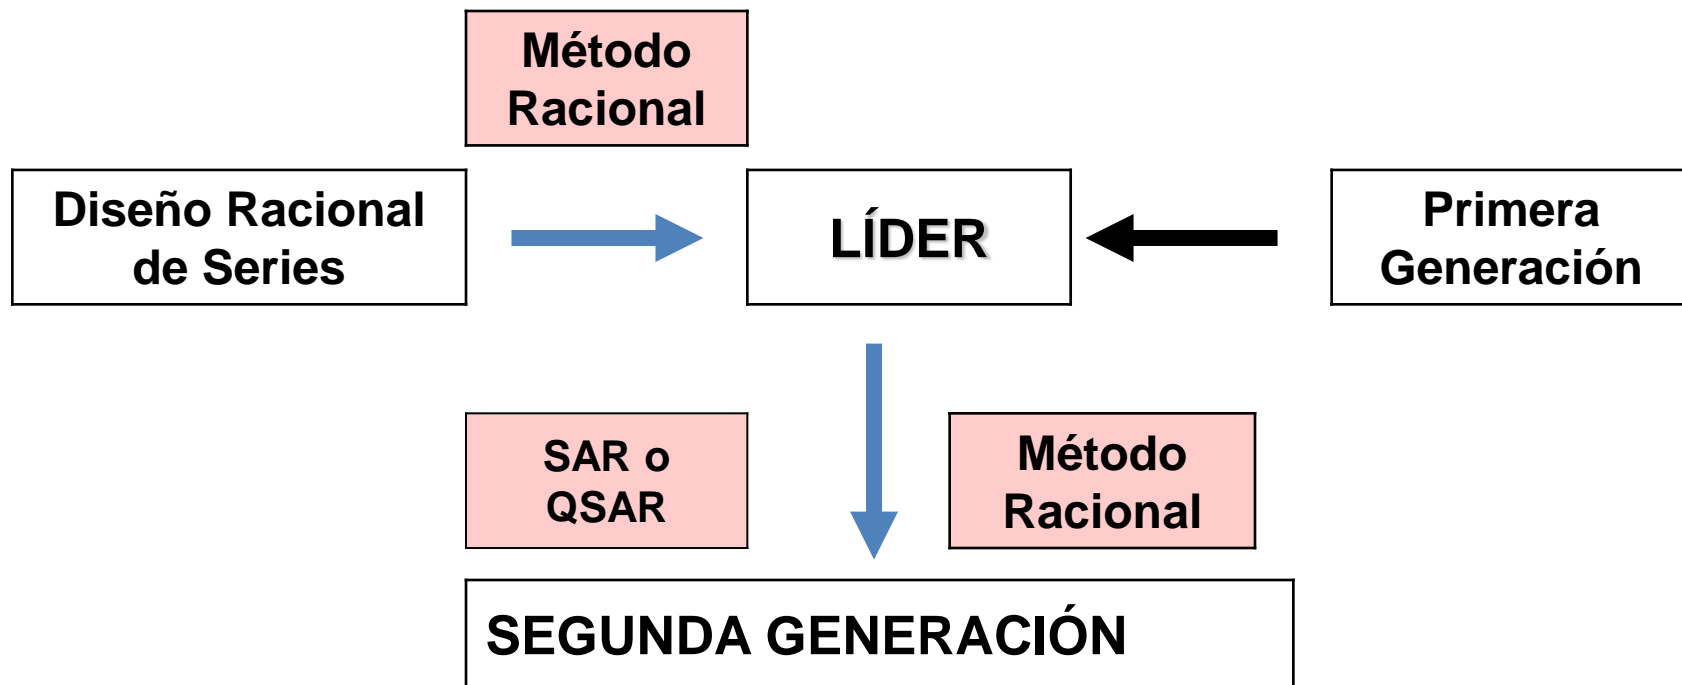 Método
Racional
Diseño Racional
de Series
LÍDER
Primera
Generación
SAR o
QSAR
Método
Racional
SEGUNDA GENERACIÓN